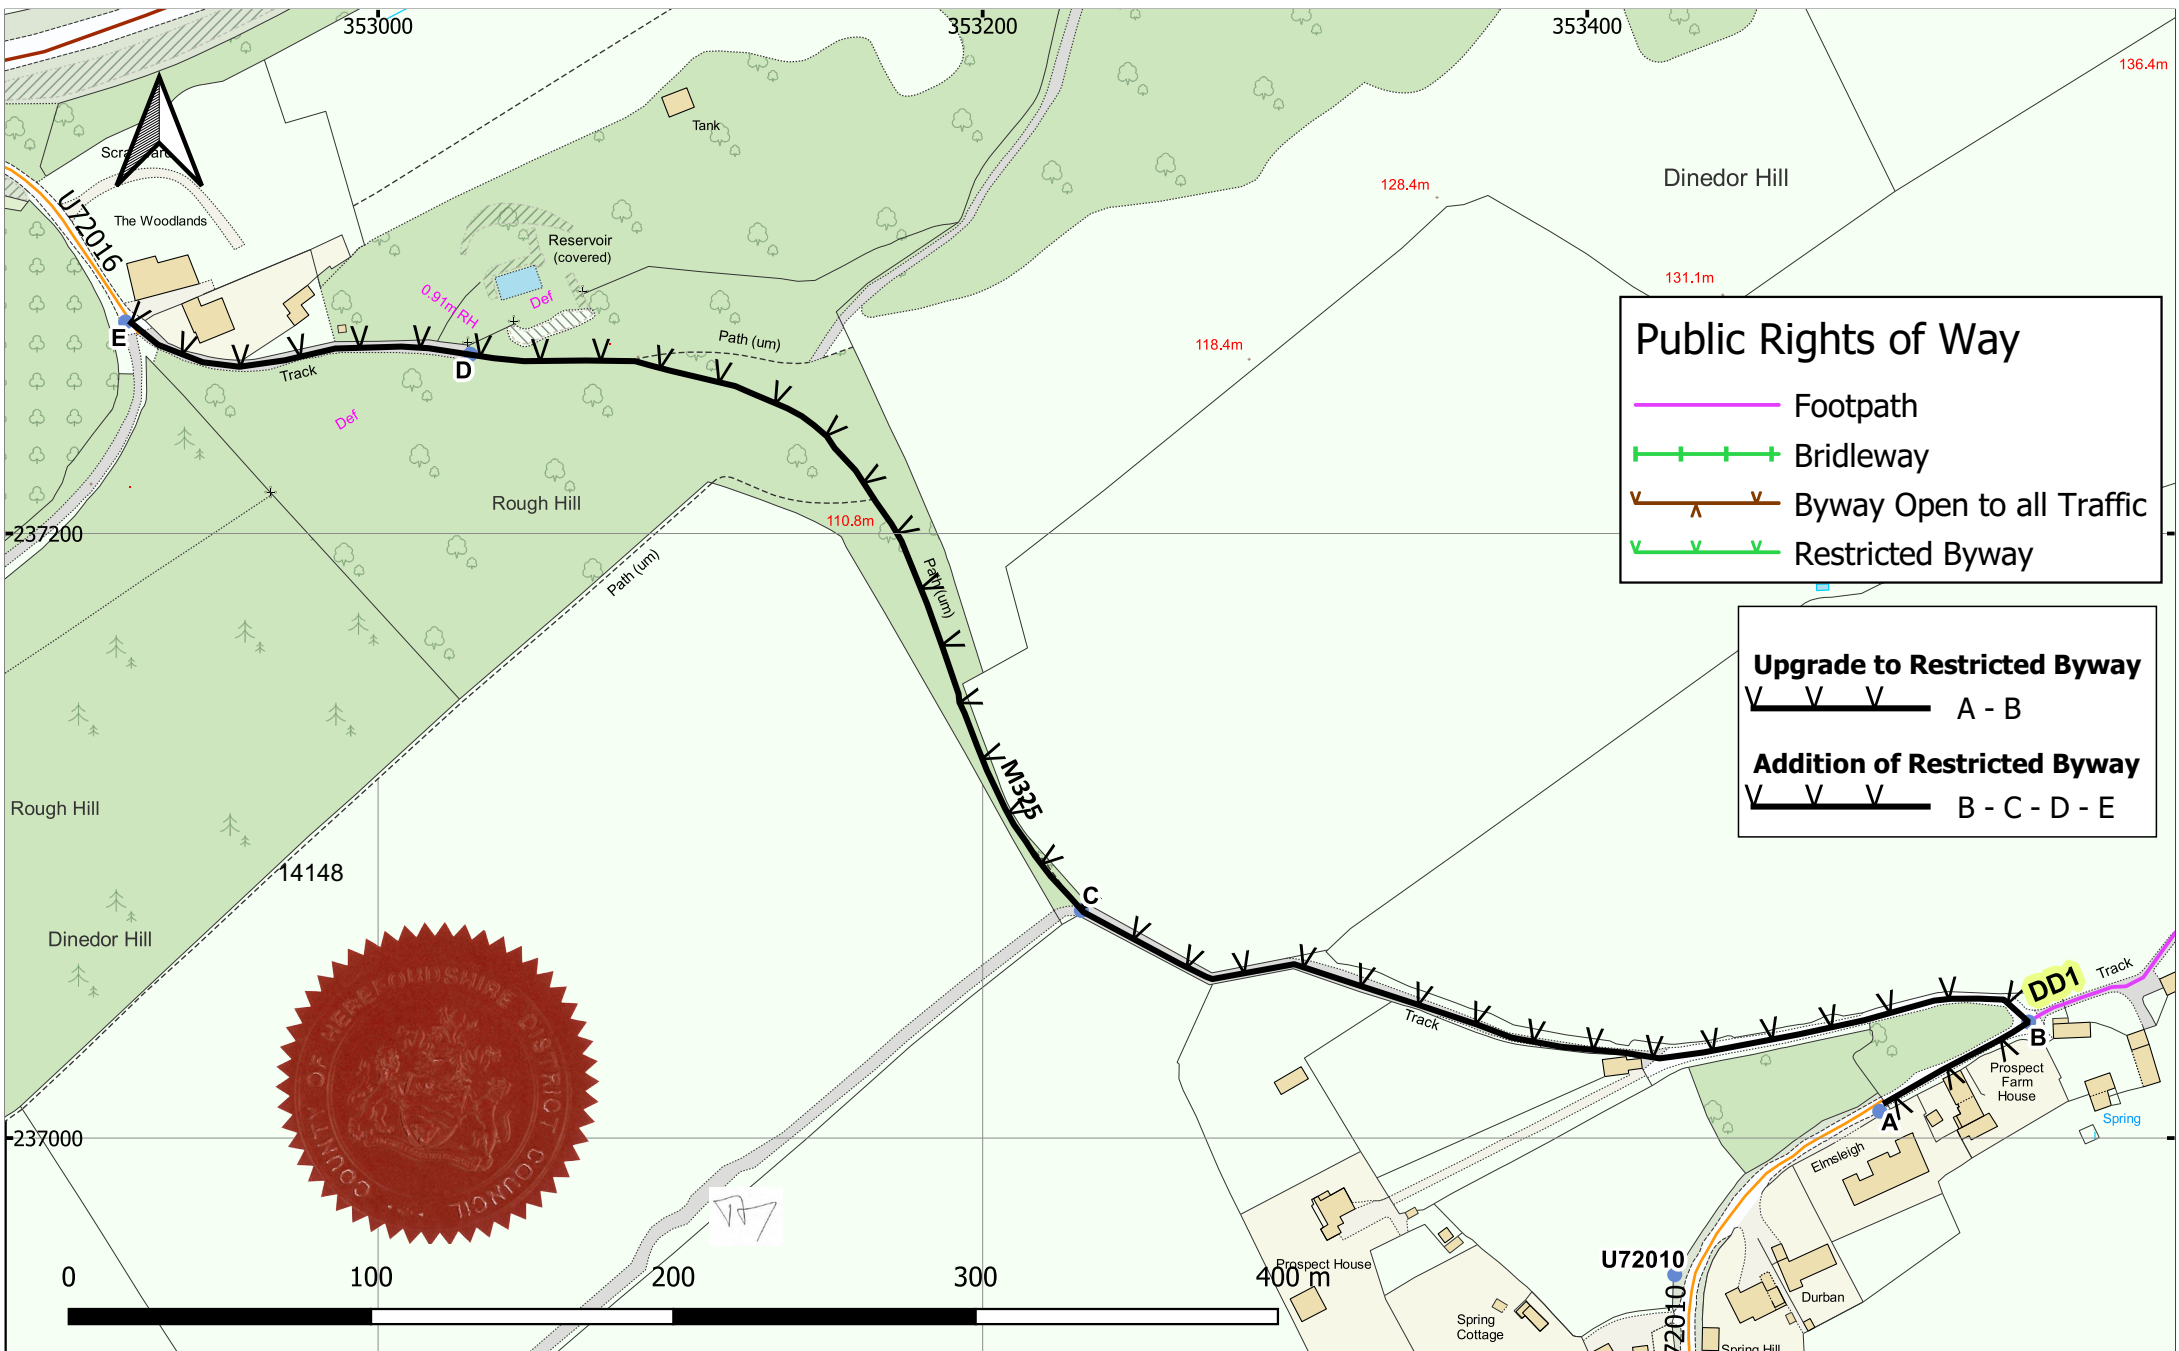 353000
353200
353400
136.4m
Tank
128.4m
Dinedor Hill
The Woodlands
U72016
Reservoir
(covered)
131.1m
0.91m RH
Def
Public Rights of Way
Footpath
Bridleway
Byway Open to all Traffic
Restricted Byway
E
Track
D
Path (um)
118.4m
Def
Rough Hill
110.8m
237200
Path (um)
Path (um)
Upgrade to Restricted Byway
A - B
Addition of Restricted Byway
B - C - D - E
M325
Rough Hill
14148
C
Dinedor Hill
DD1
Track
Track
B
Prospect
Farm
House
A
Spring
237000
Elmsleigh
COUNTY OF HEREFORDSHIRE DISTRICT COUNCIL
U72010
Prospect House
0 100 200 300 400 m
Durban
Spring
Cottage
72010
Spring Hill